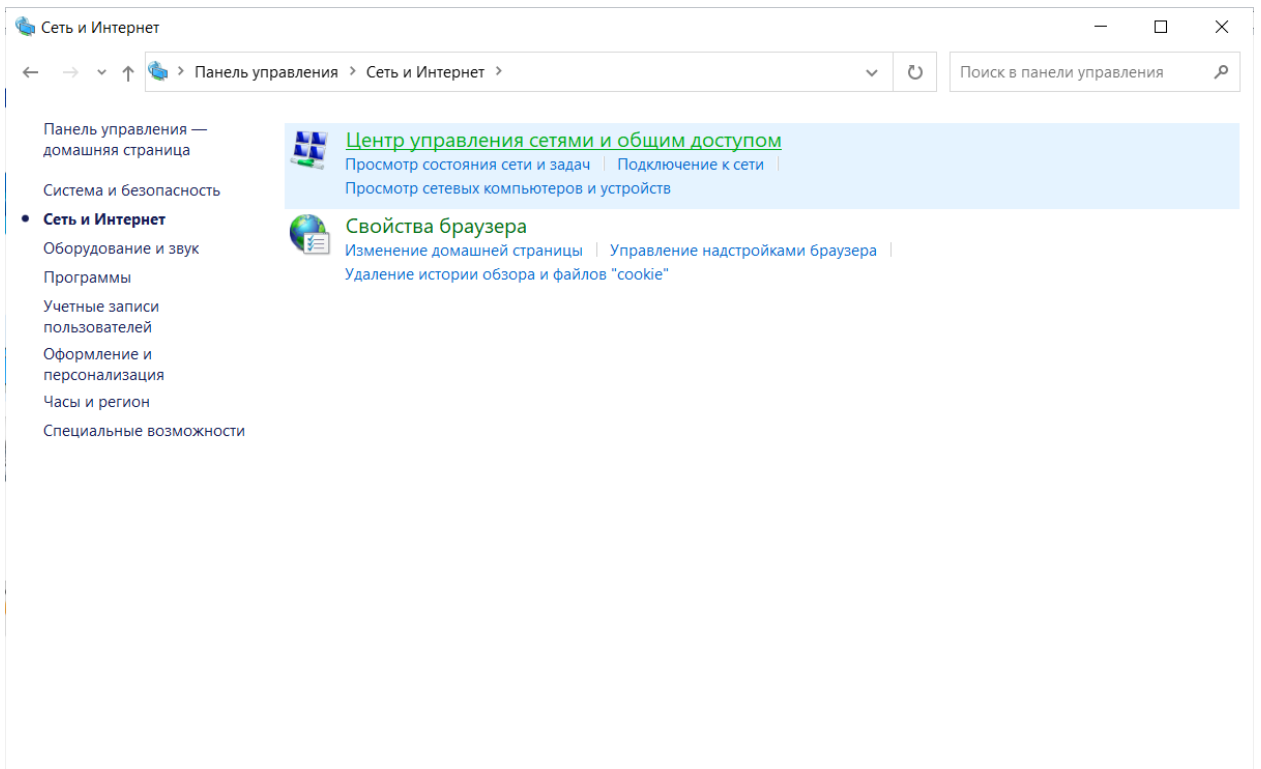 Сеть и Интернет
Панель управления > Сеть и Интернет >
Поиск в панели управления
Панель управления —
домашняя страница
Система и безопасность
Сеть и Интернет
Оборудование и звук
Программы
Учетные записи
пользователей
Оформление и
персонализация
Часы и регион
Специальные возможности
Центр управления сетями и общим доступом
Просмотр состояния сети и задач | Подключение к сети |
Просмотр сетевых компьютеров и устройств
Свойства браузера
Изменение домашней страницы | Управление надстройками браузера |
Удаление истории обзора и файлов "cookie"